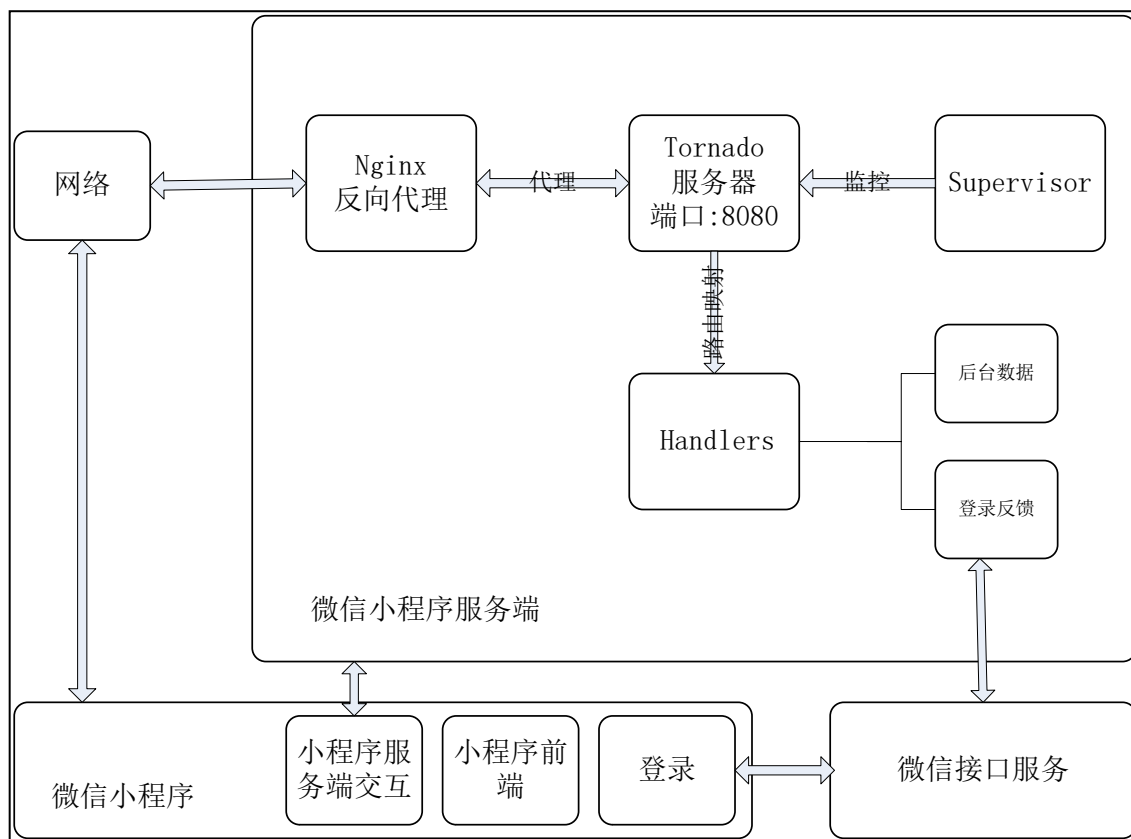 网络
Nginx
反向代理
代理
Tornado
服务器
端口:8080
监控
Supervisor
路由映射
Handlers
后台数据
登录反馈
微信小程序服务端
微信小程序
小程序服
务端交互
小程序前
端
登录
微信接口服务